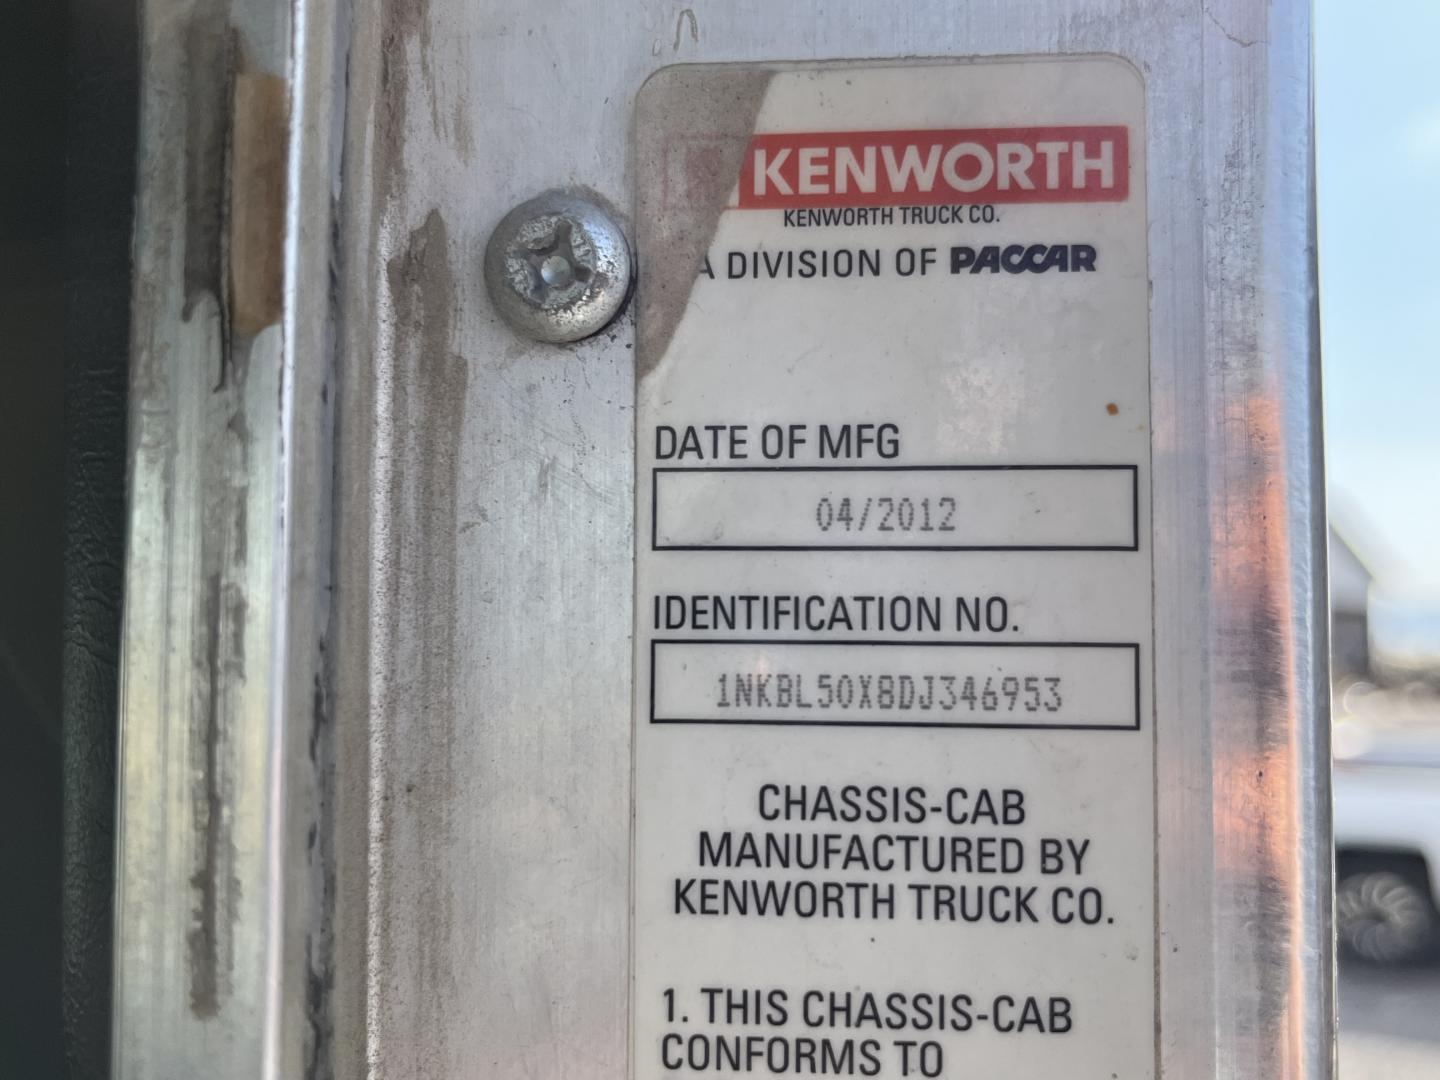 KENWORTH
KENWORTH TRUCK CO.
A DIVISION OF PACCAR
DATE OF MFG
04/2012
IDENTIFICATION NO.
1NKBL50X8DJ346953
CHASSIS-CAB
MANUFACTURED BY
KENWORTH TRUCK CO.
1. THIS CHASSIS-CAB
CONFORMS TO